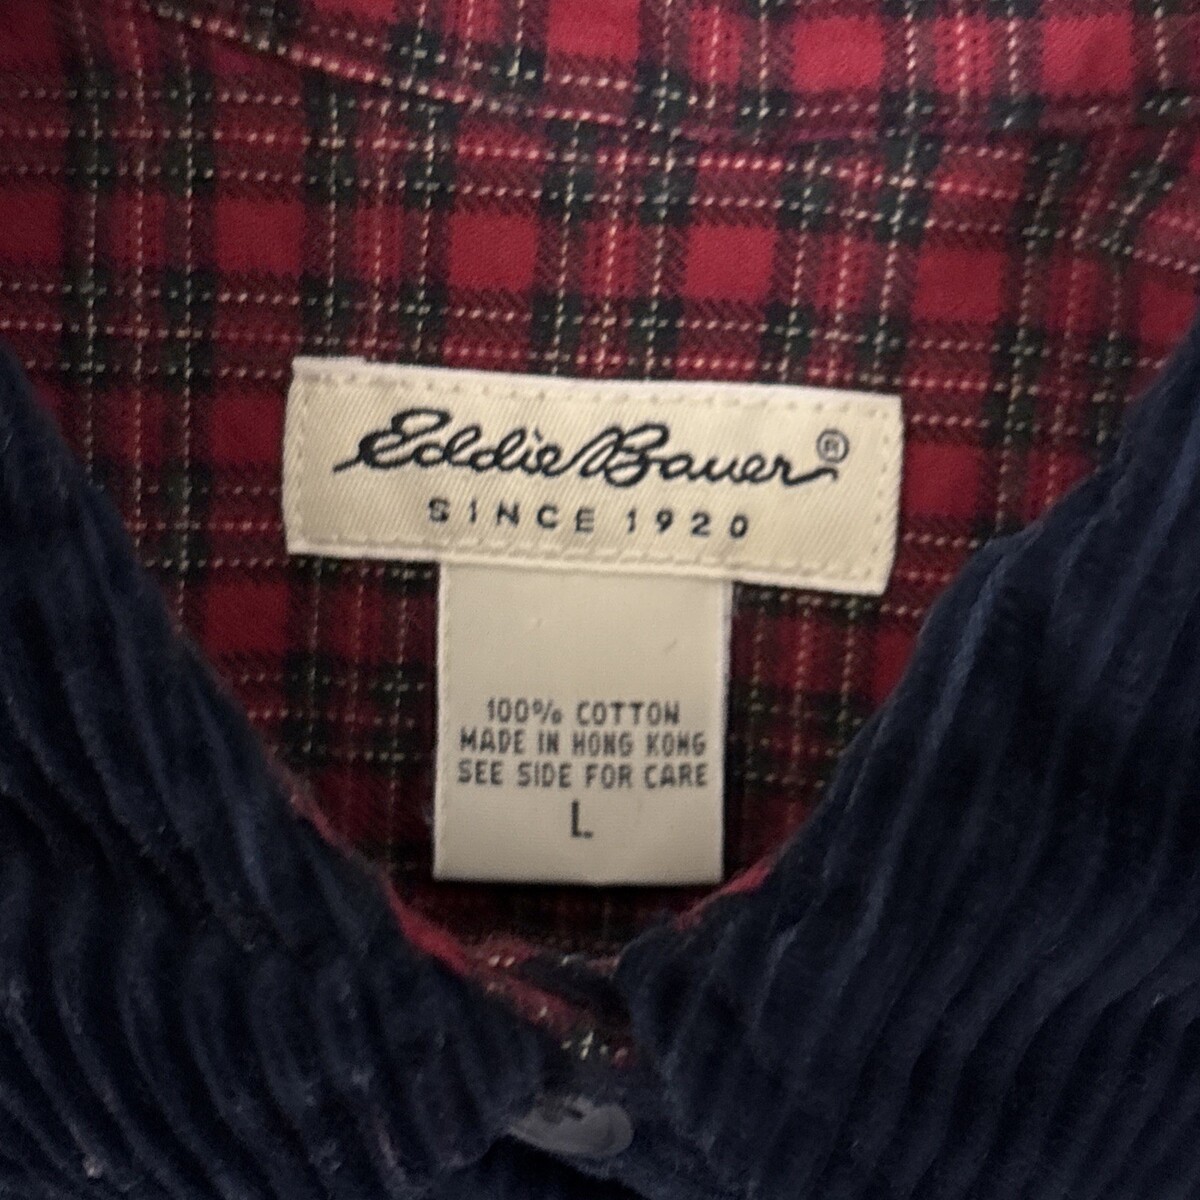 Eddie Bauer®
SINCE 1920
100% COTTON
MADE IN HONG KONG
SEE SIDE FOR CARE
L